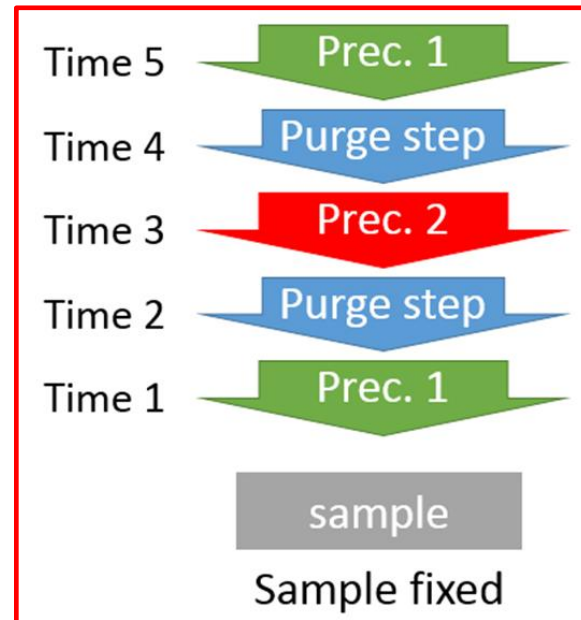 Time 5 Prec. 1
Time 4 Purge step
Time 3 Prec. 2
Time 2 Purge step
Time 1 Prec. 1
sample
Sample fixed